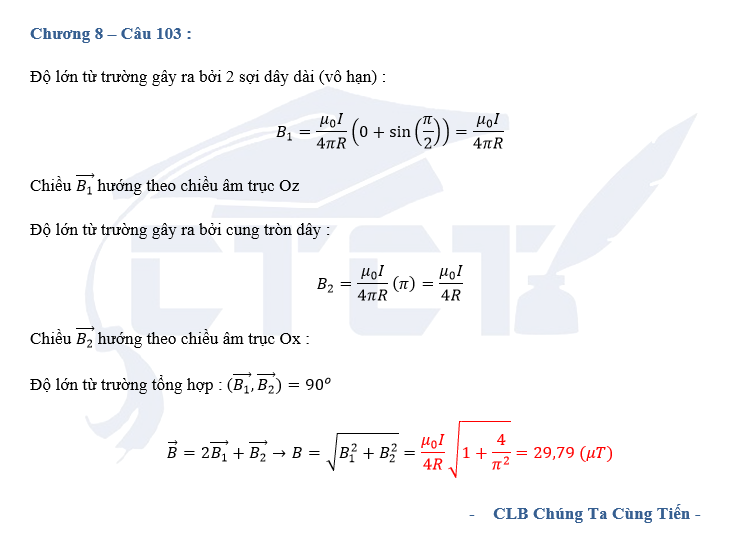 Chương 8 – Câu 103 :
Độ lớn từ trường gây ra bởi 2 sợi dây dài (vô hạn) :
$B_1 = \frac{\mu_0 I}{4\pi R}\left(0 + \sin\left(\frac{\pi}{2}\right)\right) = \frac{\mu_0 I}{4\pi R}$
Chiều $\overrightarrow{B_1}$ hướng theo chiều âm trục Oz
Độ lớn từ trường gây ra bởi cung tròn dây :
$B_2 = \frac{\mu_0 I}{4\pi R}(\pi) = \frac{\mu_0 I}{4R}$
Chiều $\overrightarrow{B_2}$ hướng theo chiều âm trục Ox :
Độ lớn từ trường tổng hợp : $(\overrightarrow{B_1}, \overrightarrow{B_2}) = 90^o$
$\vec{B} = 2\overrightarrow{B_1} + \overrightarrow{B_2} \rightarrow B = \sqrt{B_1^2 + B_2^2} = \frac{\mu_0 I}{4R}\sqrt{1 + \frac{4}{\pi^2}} = 29,79\ (\mu T)$
- CLB Chúng Ta Cùng Tiến -
CTCT